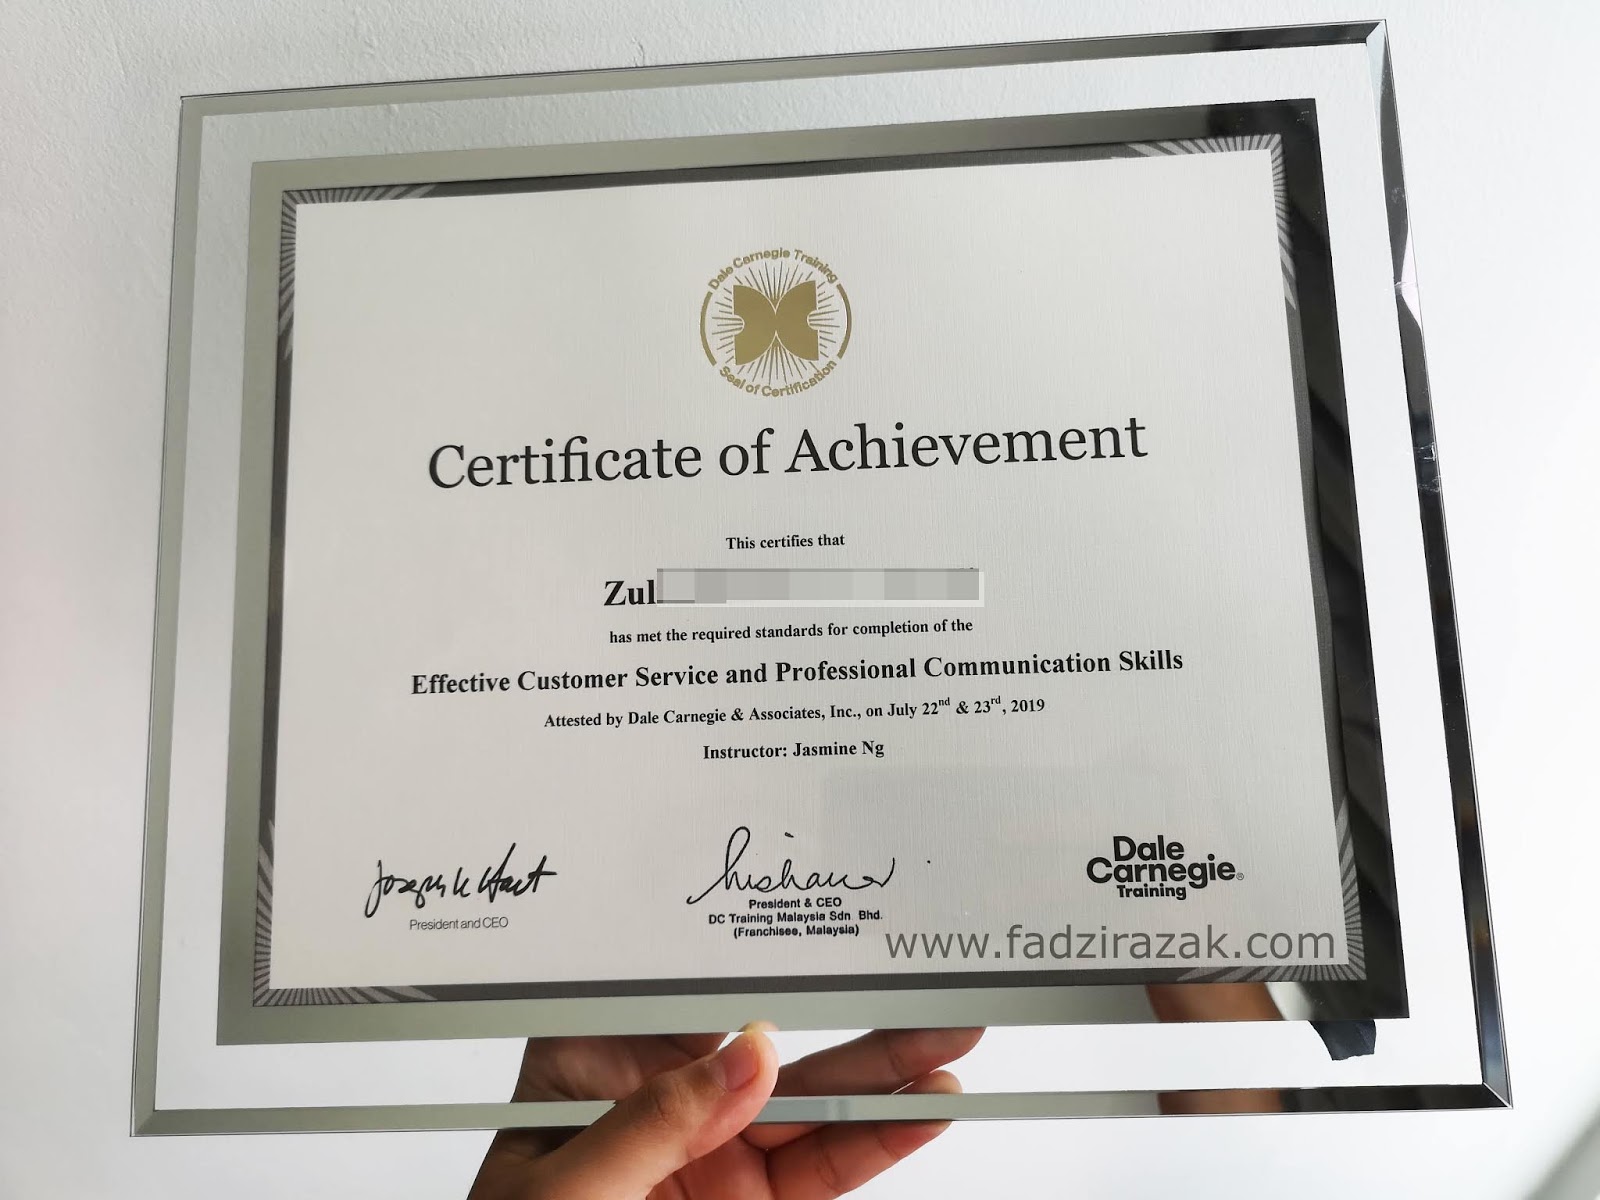 Dale Carnegie Training
Seal of Certification
Certificate of Achievement
This certifies that
Zul
has met the required standards for completion of the
Effective Customer Service and Professional Communication Skills
Attested by Dale Carnegie & Associates, Inc., on July 22nd & 23rd, 2019
Instructor: Jasmine Ng
Joseph K Hart
President and CEO
President & CEO
DC Training Malaysia Sdn Bhd.
(Franchisee, Malaysia)
Dale
Carnegie®
Training
www.fadzirazak.com